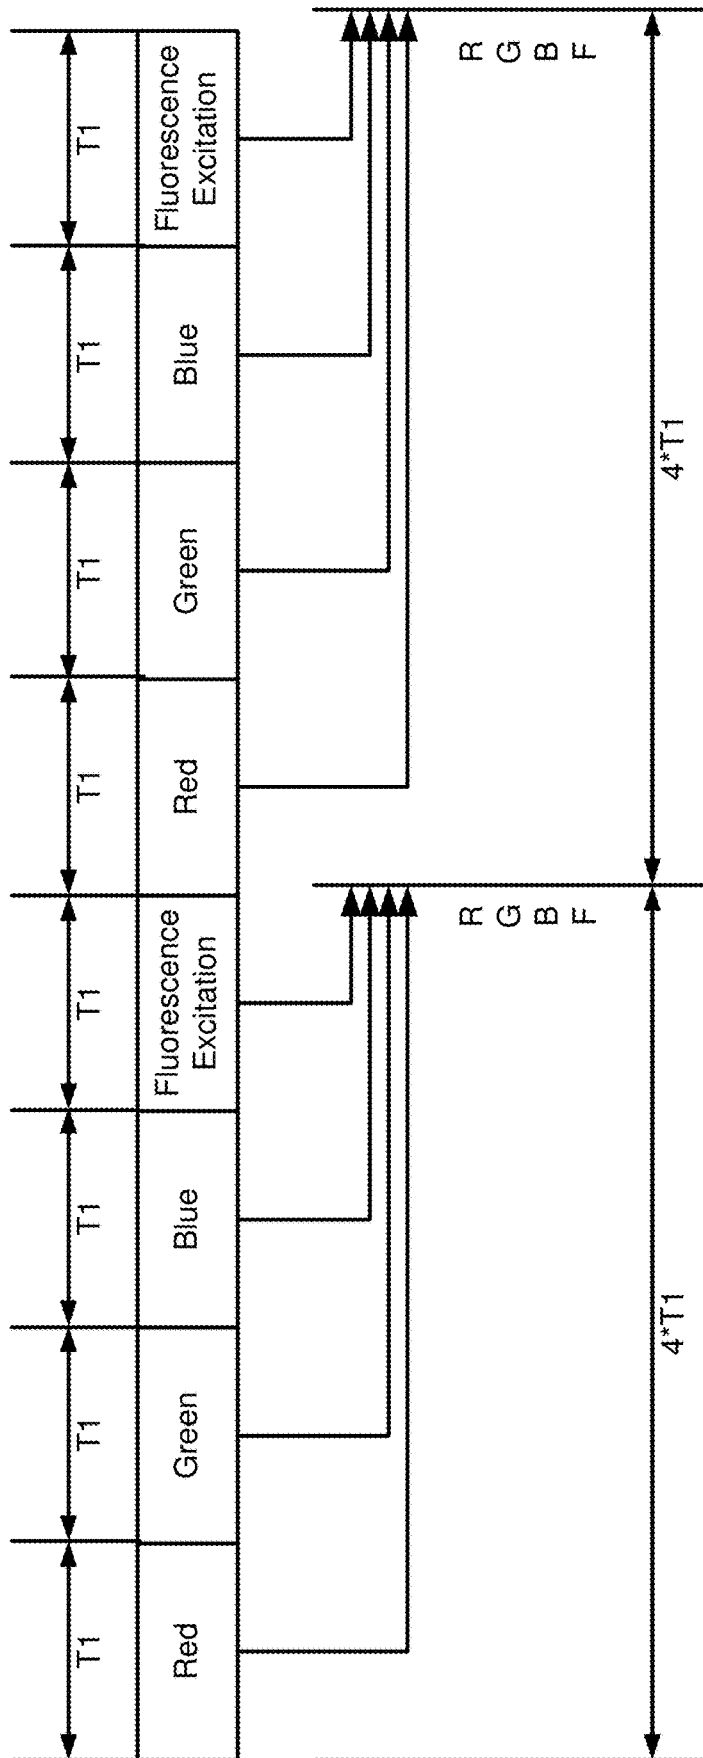 T1
T1
T1
T1
T1
T1
T1
T1
Red
Green
Blue
Fluorescence
Excitation
Red
Green
Blue
Fluorescence
Excitation
R
G
B
F
R
G
B
F
4*T1
4*T1